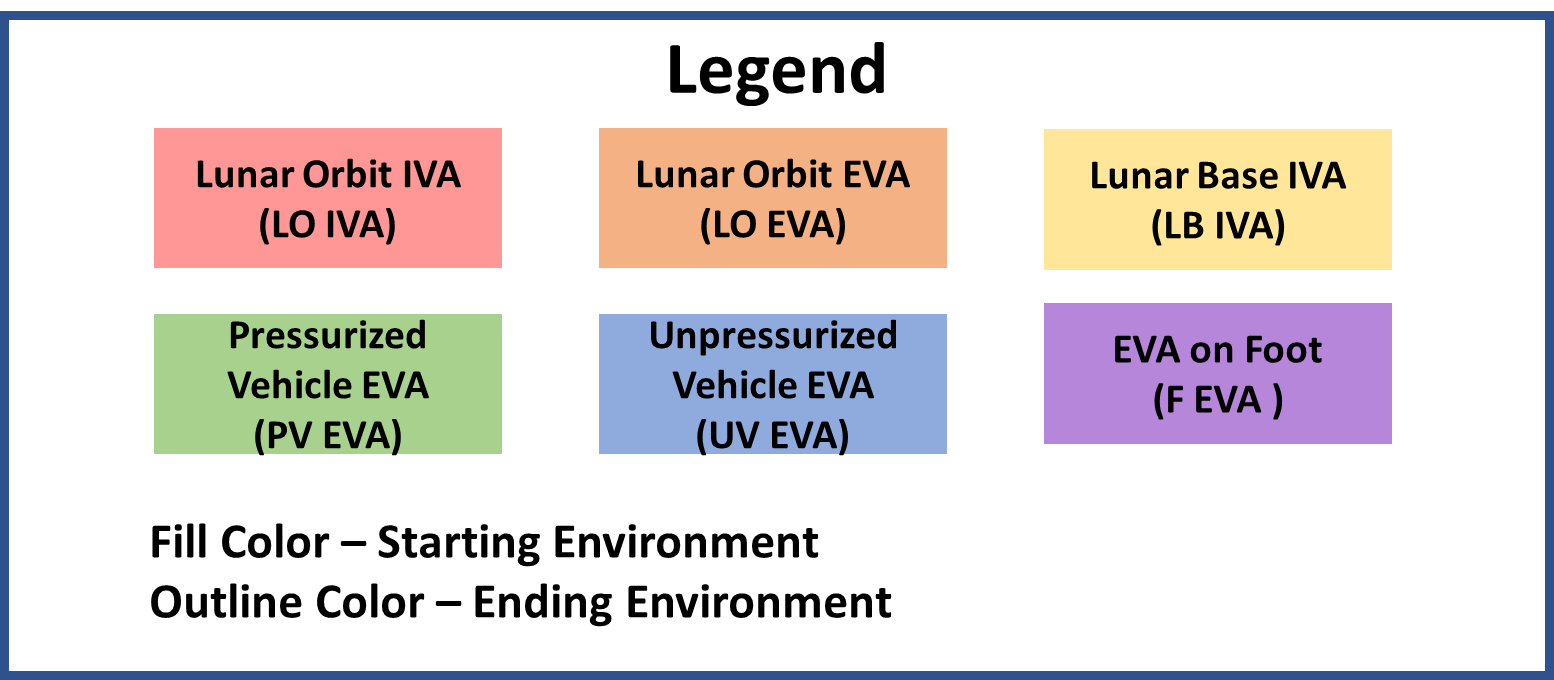 Legend
Lunar Orbit IVA
(LO IVA)
Lunar Orbit EVA
(LO EVA)
Lunar Base IVA
(LB IVA)
Pressurized
Vehicle EVA
(PV EVA)
Unpressurized
Vehicle EVA
(UV EVA)
EVA on Foot
(F EVA )
Fill Color – Starting Environment
Outline Color – Ending Environment